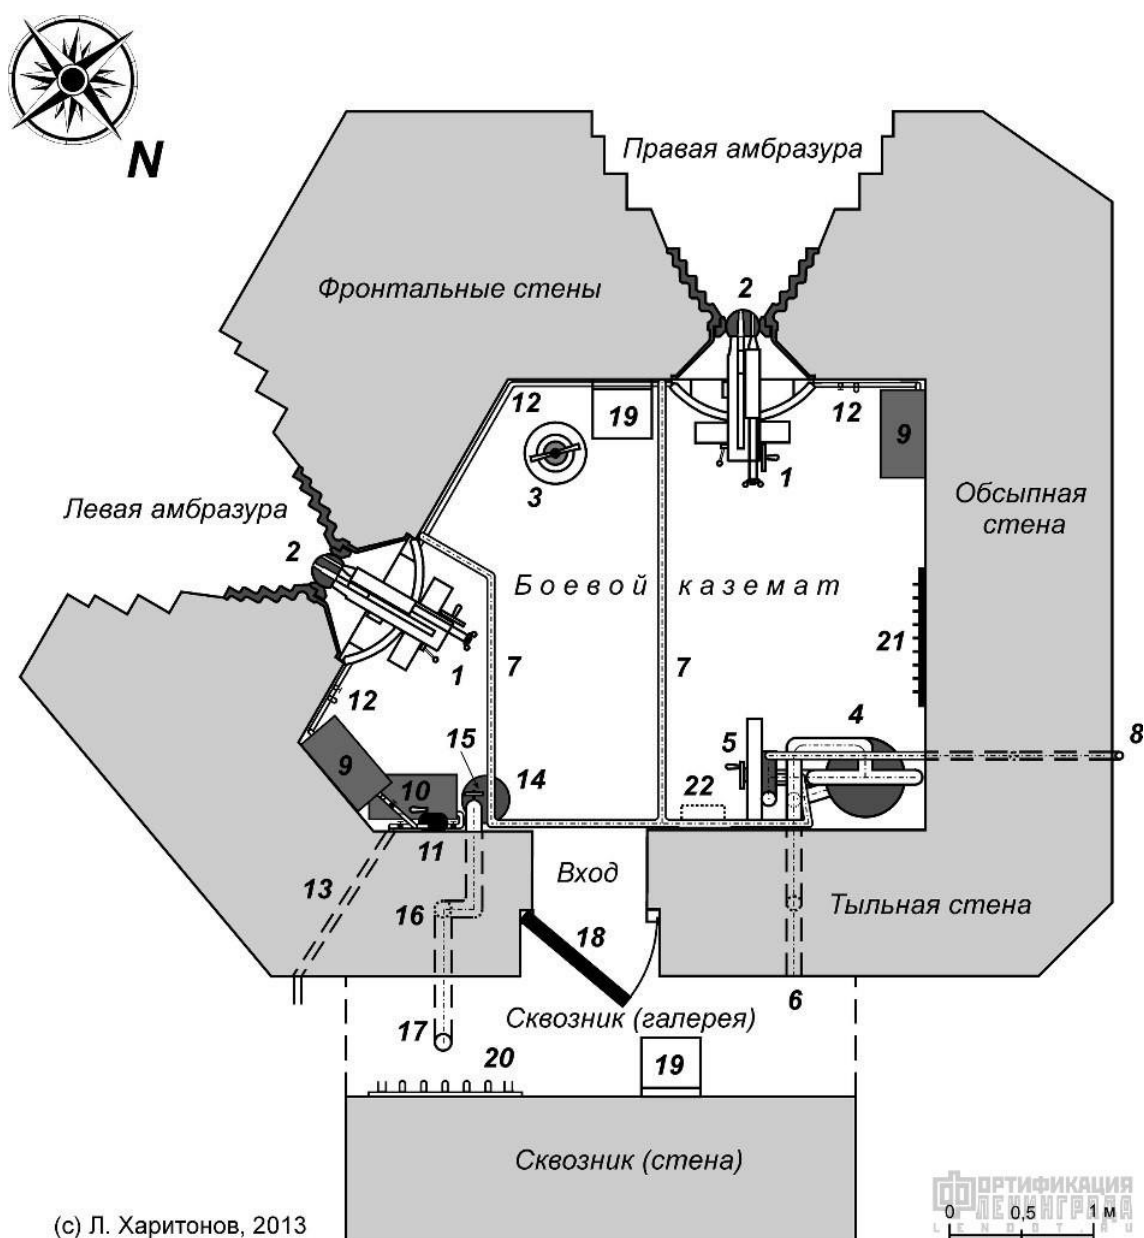 N
Правая амбразура
2
Фронтальные стены
12
19
3
1
12
9
Левая амбразура
2
Обсыпная
стена
Боевой каземат
21
1
7
7
12
4
8
15
5
9
10
14
22
11
13
Вход
16
18
Тыльная стена
6
17
Сквозник (галерея)
20
19
Сквозник (стена)
(с) Л. Харитонов, 2013
ФОРТИФИКАЦИЯ
ЛЕНИНГРАДА
LENDOT.RU
0 0,5 1 м